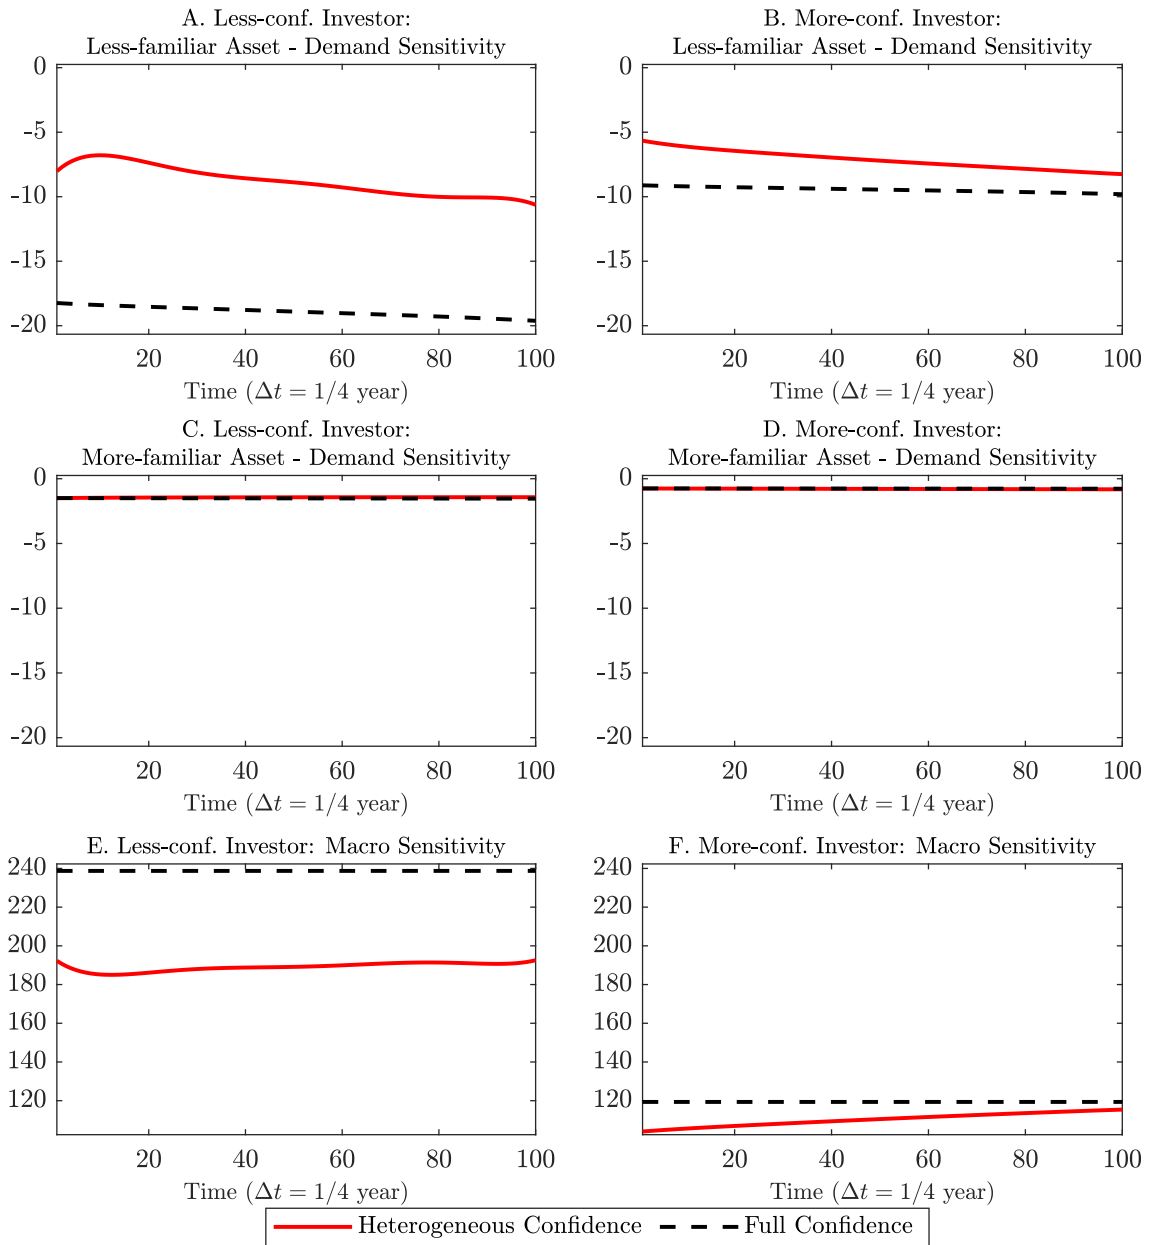 A. Less-conf. Investor:
Less-familiar Asset - Demand Sensitivity
0
-5
-10
-15
-20
20 40 60 80 100
Time (Δt = 1/4 year)
B. More-conf. Investor:
Less-familiar Asset - Demand Sensitivity
0
-5
-10
-15
-20
20 40 60 80 100
Time (Δt = 1/4 year)
C. Less-conf. Investor:
More-familiar Asset - Demand Sensitivity
0
-5
-10
-15
-20
20 40 60 80 100
Time (Δt = 1/4 year)
D. More-conf. Investor:
More-familiar Asset - Demand Sensitivity
0
-5
-10
-15
-20
20 40 60 80 100
Time (Δt = 1/4 year)
E. Less-conf. Investor: Macro Sensitivity
240
220
200
180
160
140
120
20 40 60 80 100
Time (Δt = 1/4 year)
F. More-conf. Investor: Macro Sensitivity
240
220
200
180
160
140
120
20 40 60 80 100
Time (Δt = 1/4 year)
Heterogeneous Confidence Full Confidence